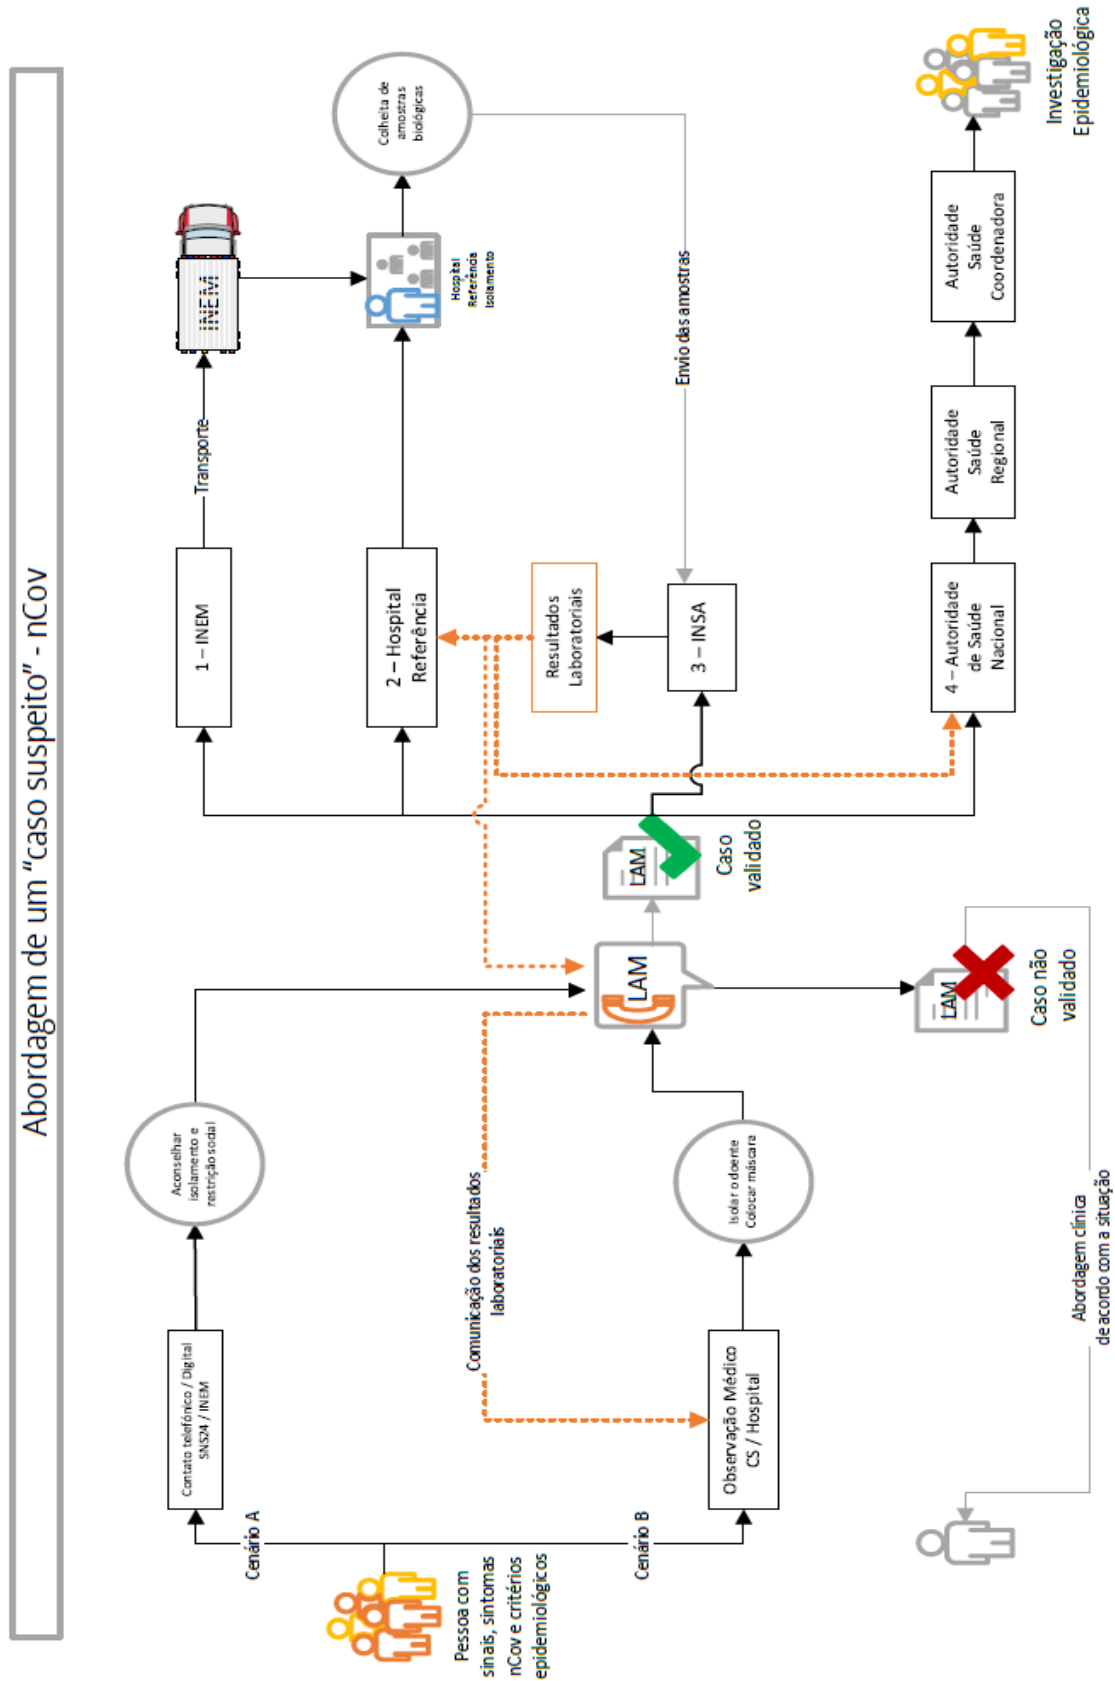 Abordagem de um "caso suspeito" - nCov
Pessoa com
sinais, sintomas
nCov e critérios
epidemiológicos
Cenário A
Contato telefónico / Digital
SNS24 / INEM
Aconselhar
isolamento e
restrição social
Cenário B
Observação Médico
CS / Hospital
Isolar o doente
Colocar máscara
Comunicação dos resultados
laboratoriais
LAM
LAM
Caso
validado
LAM
Caso não
validado
Abordagem clínica
de acordo com a situação
1 – INEM
Transporte
INEM
2 – Hospital
Referência
Hospital
Referência
Isolamento
Colheita de
amostras
biológicas
Envio das amostras
3 – INSA
Resultados
Laboratoriais
4 – Autoridade
de Saúde
Nacional
Autoridade
Saúde
Regional
Autoridade
Saúde
Coordenadora
Investigação
Epidemiológica